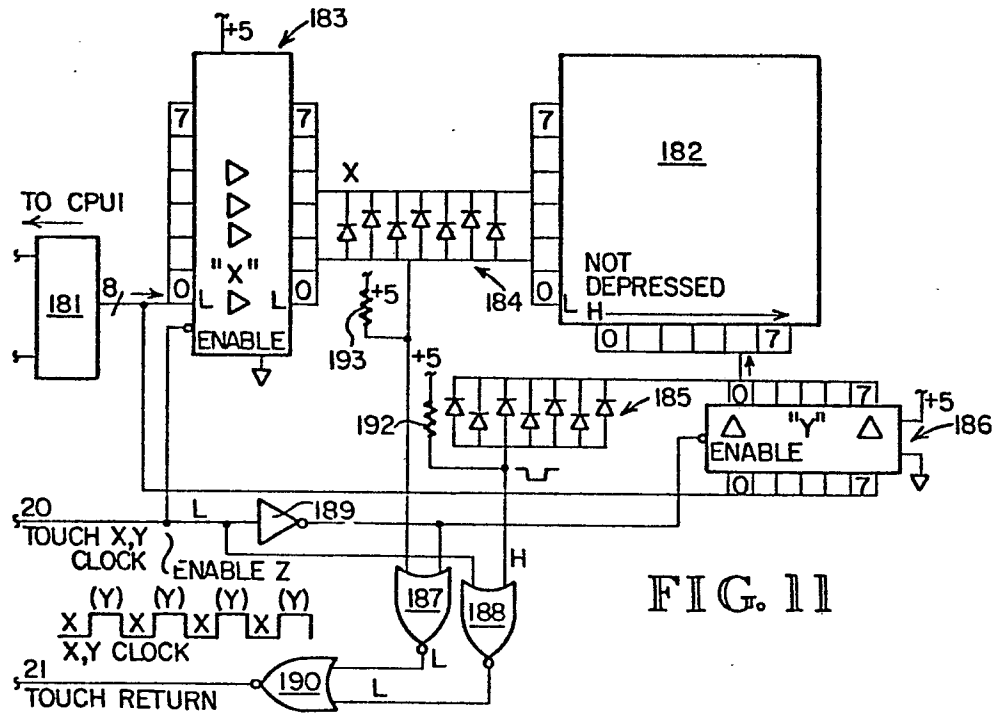 +5
183
7
7
7
182
X
TO CPU1
181
8
"X"
0
L
L
0
184
NOT
DEPRESSED
0
L
H
+5
193
ENABLE
0
7
+5
192
185
0
"Y"
7
+5
186
ENABLE
0
7
20
L
189
TOUCH X,Y
CLOCK
ENABLE Z
H
(Y) (Y) (Y) (Y)
X X X X
X,Y CLOCK
187
188
FIG. 11
L
21
190
L
TOUCH RETURN